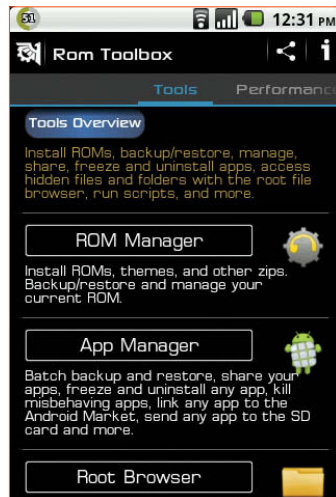 51
12:31 PM
Rom Toolbox
Tools
Performance
Tools Overview
Install ROMs, backup/restore, manage,
share, freeze and uninstall apps, access
hidden files and folders with the root file
browser, run scripts, and more.
ROM Manager
Install ROMs, themes, and other zips.
Backup/restore and manage your
current ROM.
App Manager
Batch backup and restore, share your
apps, freeze and uninstall any app, kill
misbehaving apps, link any app to the
Android Market, send any app to the SD
card and more.
Root Browser